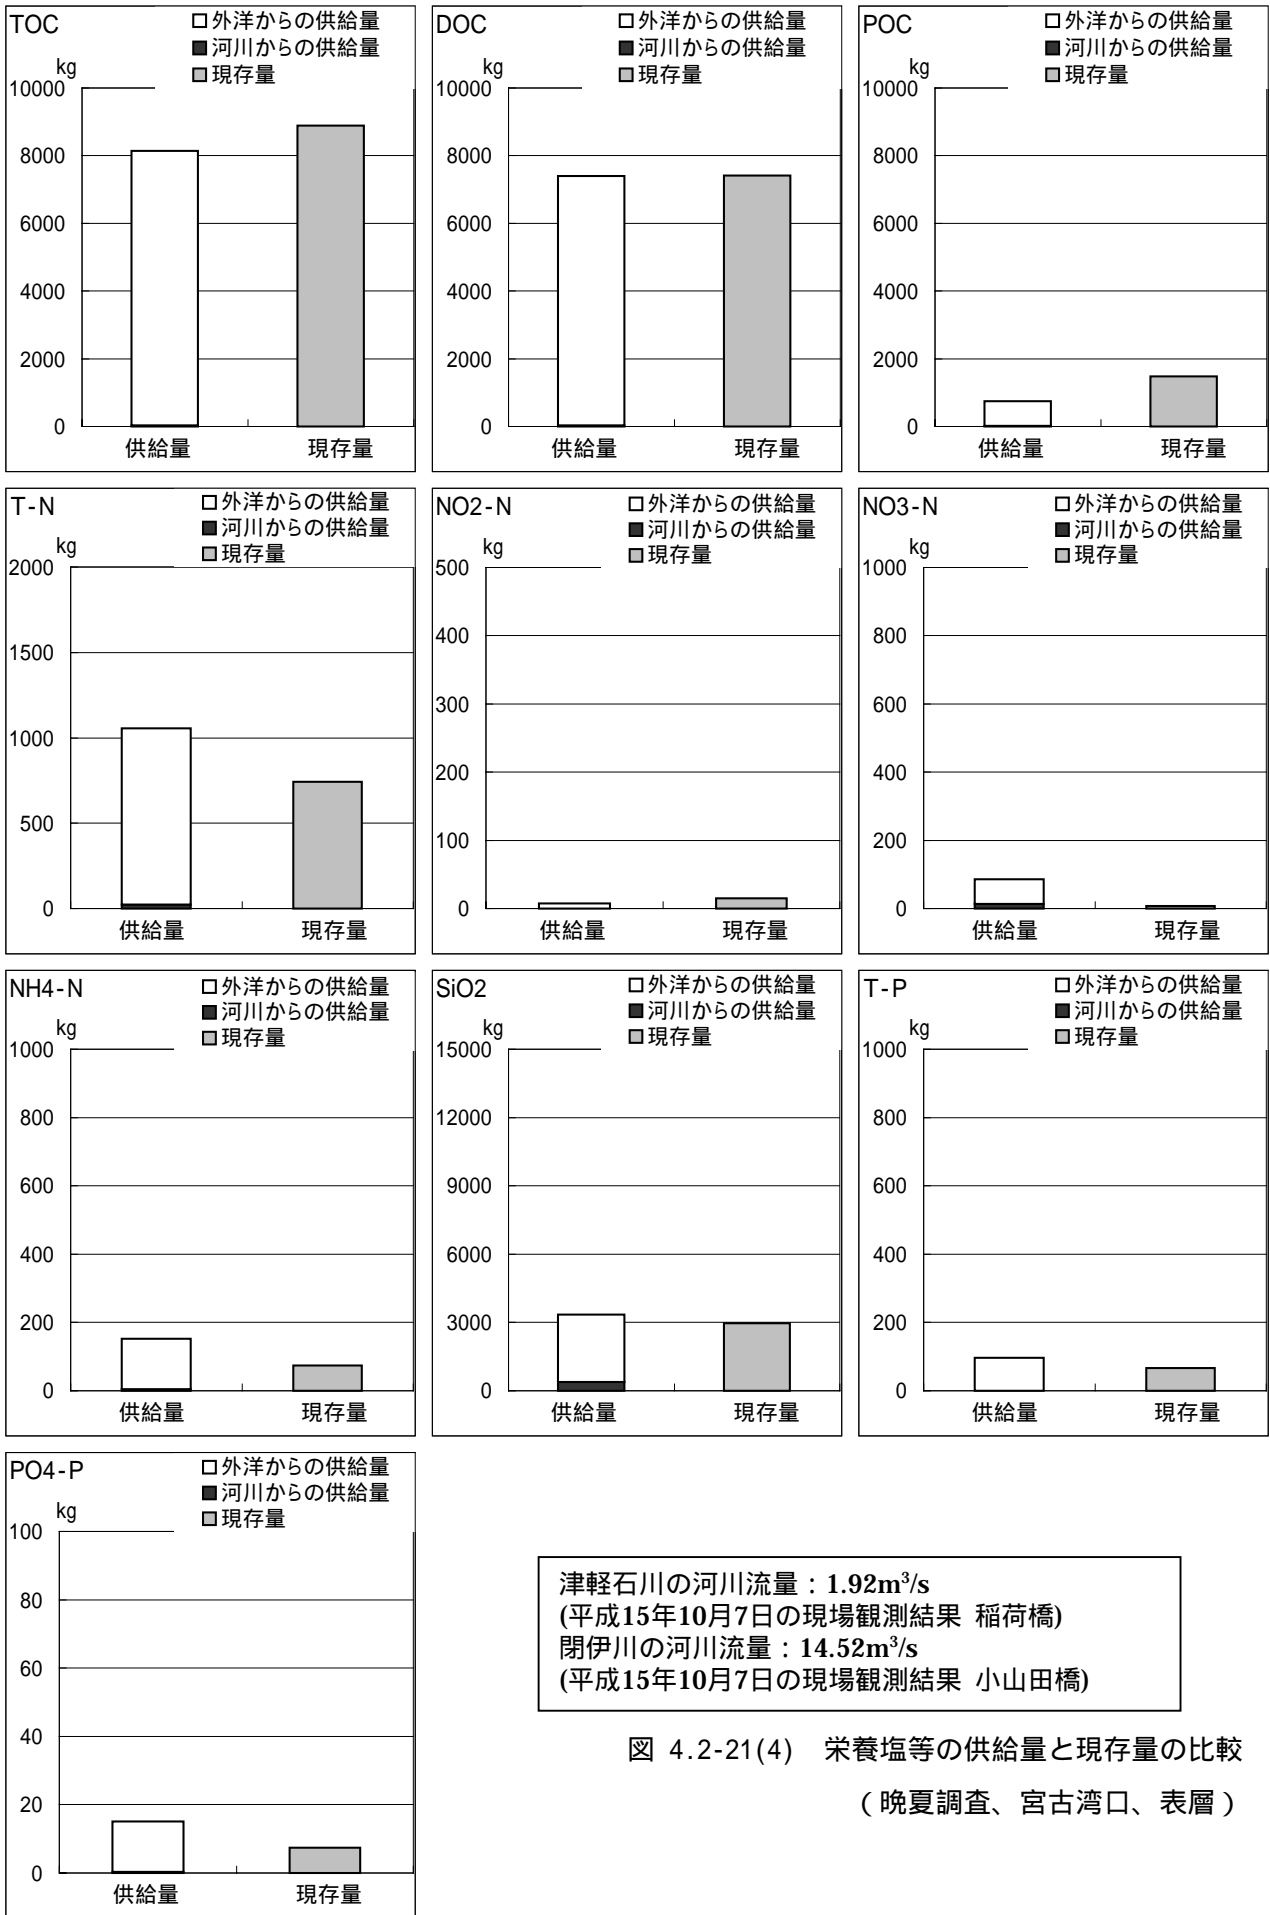 TOC
□外洋からの供給量
■河川からの供給量
■現存量
kg
10000
8000
6000
4000
2000
0
供給量 現存量
DOC
□外洋からの供給量
■河川からの供給量
■現存量
kg
10000
8000
6000
4000
2000
0
供給量 現存量
POC
□外洋からの供給量
■河川からの供給量
■現存量
kg
10000
8000
6000
4000
2000
0
供給量 現存量
T-N
□外洋からの供給量
■河川からの供給量
■現存量
kg
2000
1500
1000
500
0
供給量 現存量
NO2-N
□外洋からの供給量
■河川からの供給量
■現存量
kg
500
400
300
200
100
0
供給量 現存量
NO3-N
□外洋からの供給量
■河川からの供給量
■現存量
kg
1000
800
600
400
200
0
供給量 現存量
NH4-N
□外洋からの供給量
■河川からの供給量
■現存量
kg
1000
800
600
400
200
0
供給量 現存量
SiO2
□外洋からの供給量
■河川からの供給量
■現存量
kg
15000
12000
9000
6000
3000
0
供給量 現存量
T-P
□外洋からの供給量
■河川からの供給量
■現存量
kg
1000
800
600
400
200
0
供給量 現存量
PO4-P
□外洋からの供給量
■河川からの供給量
■現存量
kg
100
80
60
40
20
0
供給量 現存量
津軽石川の河川流量：1.92m³/s
(平成15年10月7日の現場観測結果 稲荷橋)
閉伊川の河川流量：14.52m³/s
(平成15年10月7日の現場観測結果 小山田橋)
図 4.2-21(4) 栄養塩等の供給量と現存量の比較
（晩夏調査、宮古湾口、表層）